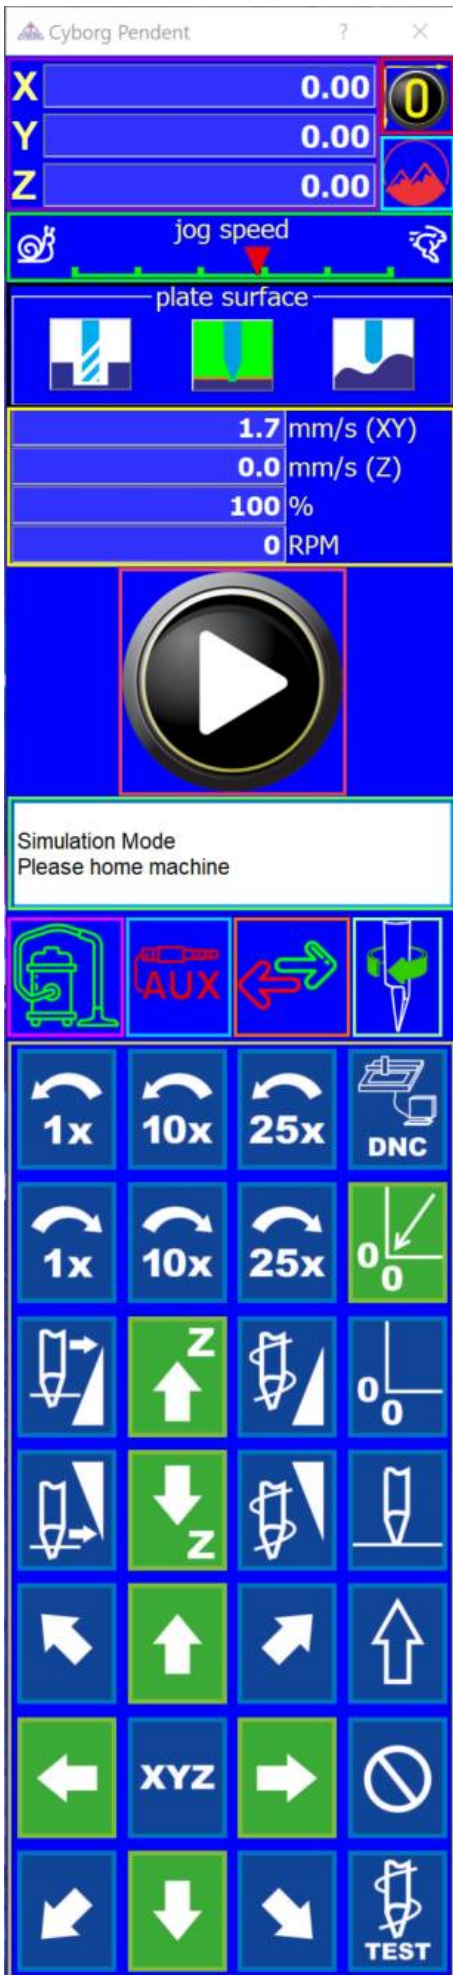 Cyborg Pendent ? ×
X 0.00 0
Y 0.00
Z 0.00
jog speed
plate surface
1.7 mm/s (XY)
0.0 mm/s (Z)
100 %
0 RPM
Simulation Mode
Please home machine
AUX
1x 10x 25x DNC
1x 10x 25x 0 0
Z 0 0
Z
XYZ
TEST